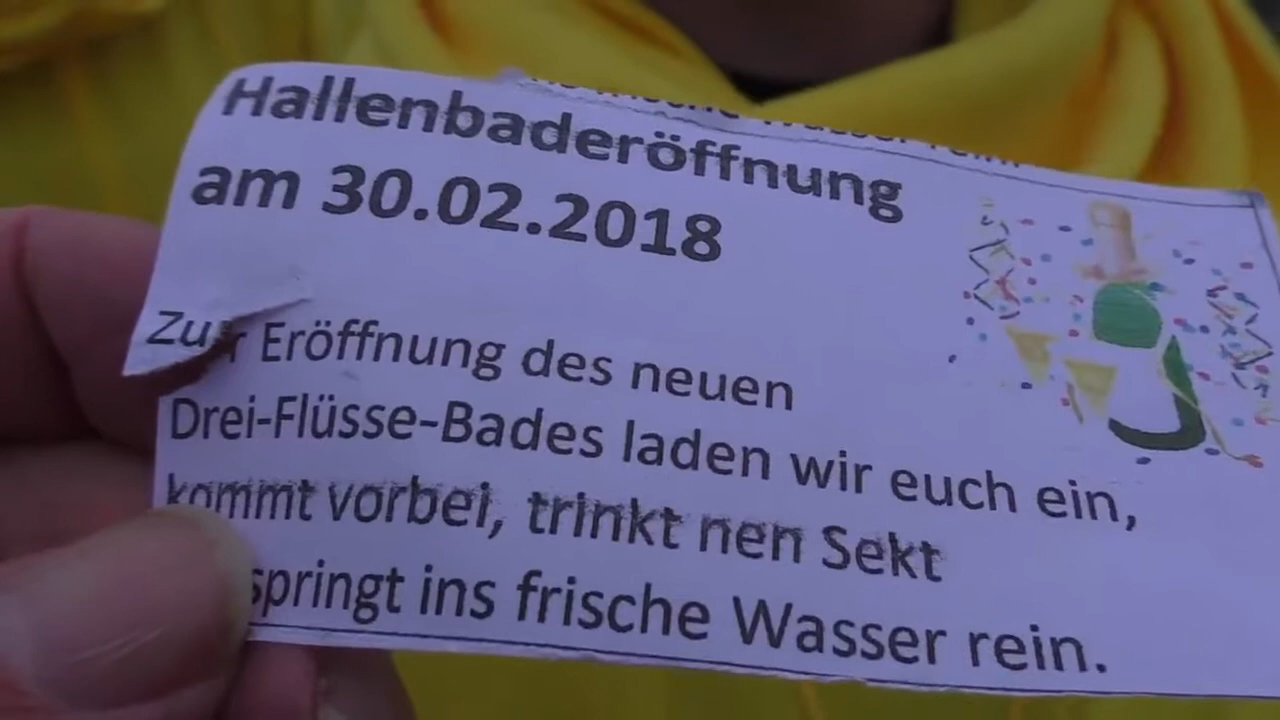 Hallenbaderöffnung
am 30.02.2018
Zur Eröffnung des neuen
Drei-Flüsse-Bades laden wir euch ein,
kommt vorbei, trinkt nen Sekt
springt ins frische Wasser rein.